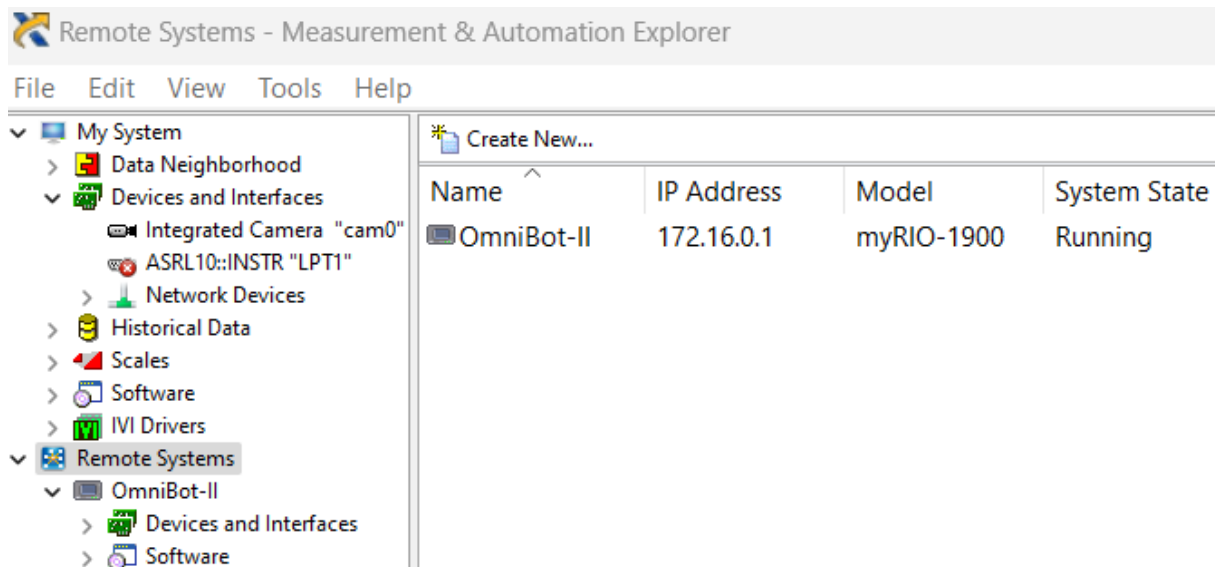 Remote Systems - Measurement & Automation Explorer
File Edit View Tools Help
My System
Data Neighborhood
Devices and Interfaces
Integrated Camera "cam0"
ASRL10::INSTR "LPT1"
Network Devices
Historical Data
Scales
Software
IVI Drivers
Remote Systems
OmniBot-II
Devices and Interfaces
Software
Create New...
Name IP Address Model System State
OmniBot-II 172.16.0.1 myRIO-1900 Running